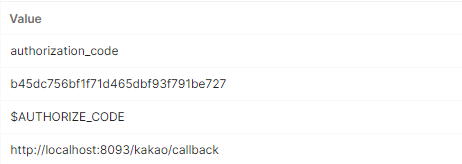 Value
authorization_code
b45dc756bf1f71d465dbf93f791be727
$AUTHORIZE_CODE
http://localhost:8093/kakao/callback